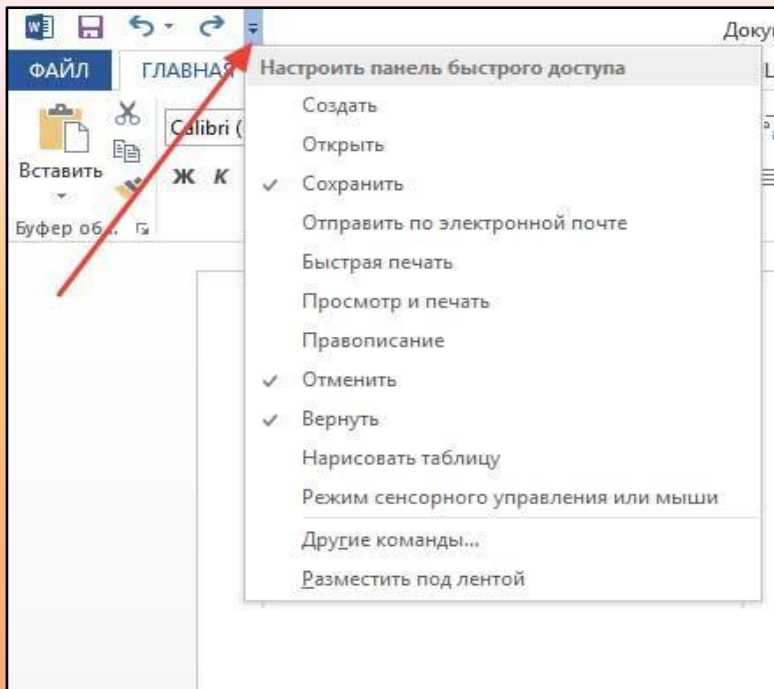 Доку
ФАЙЛ
ГЛАВНАЯ
Настроить панель быстрого доступа
Создать
Calibri (
Открыть
Вставить
Ж К
Сохранить
Буфер об...
Отправить по электронной почте
Быстрая печать
Просмотр и печать
Правописание
Отменить
Вернуть
Нарисовать таблицу
Режим сенсорного управления или мыши
Другие команды...
Разместить под лентой